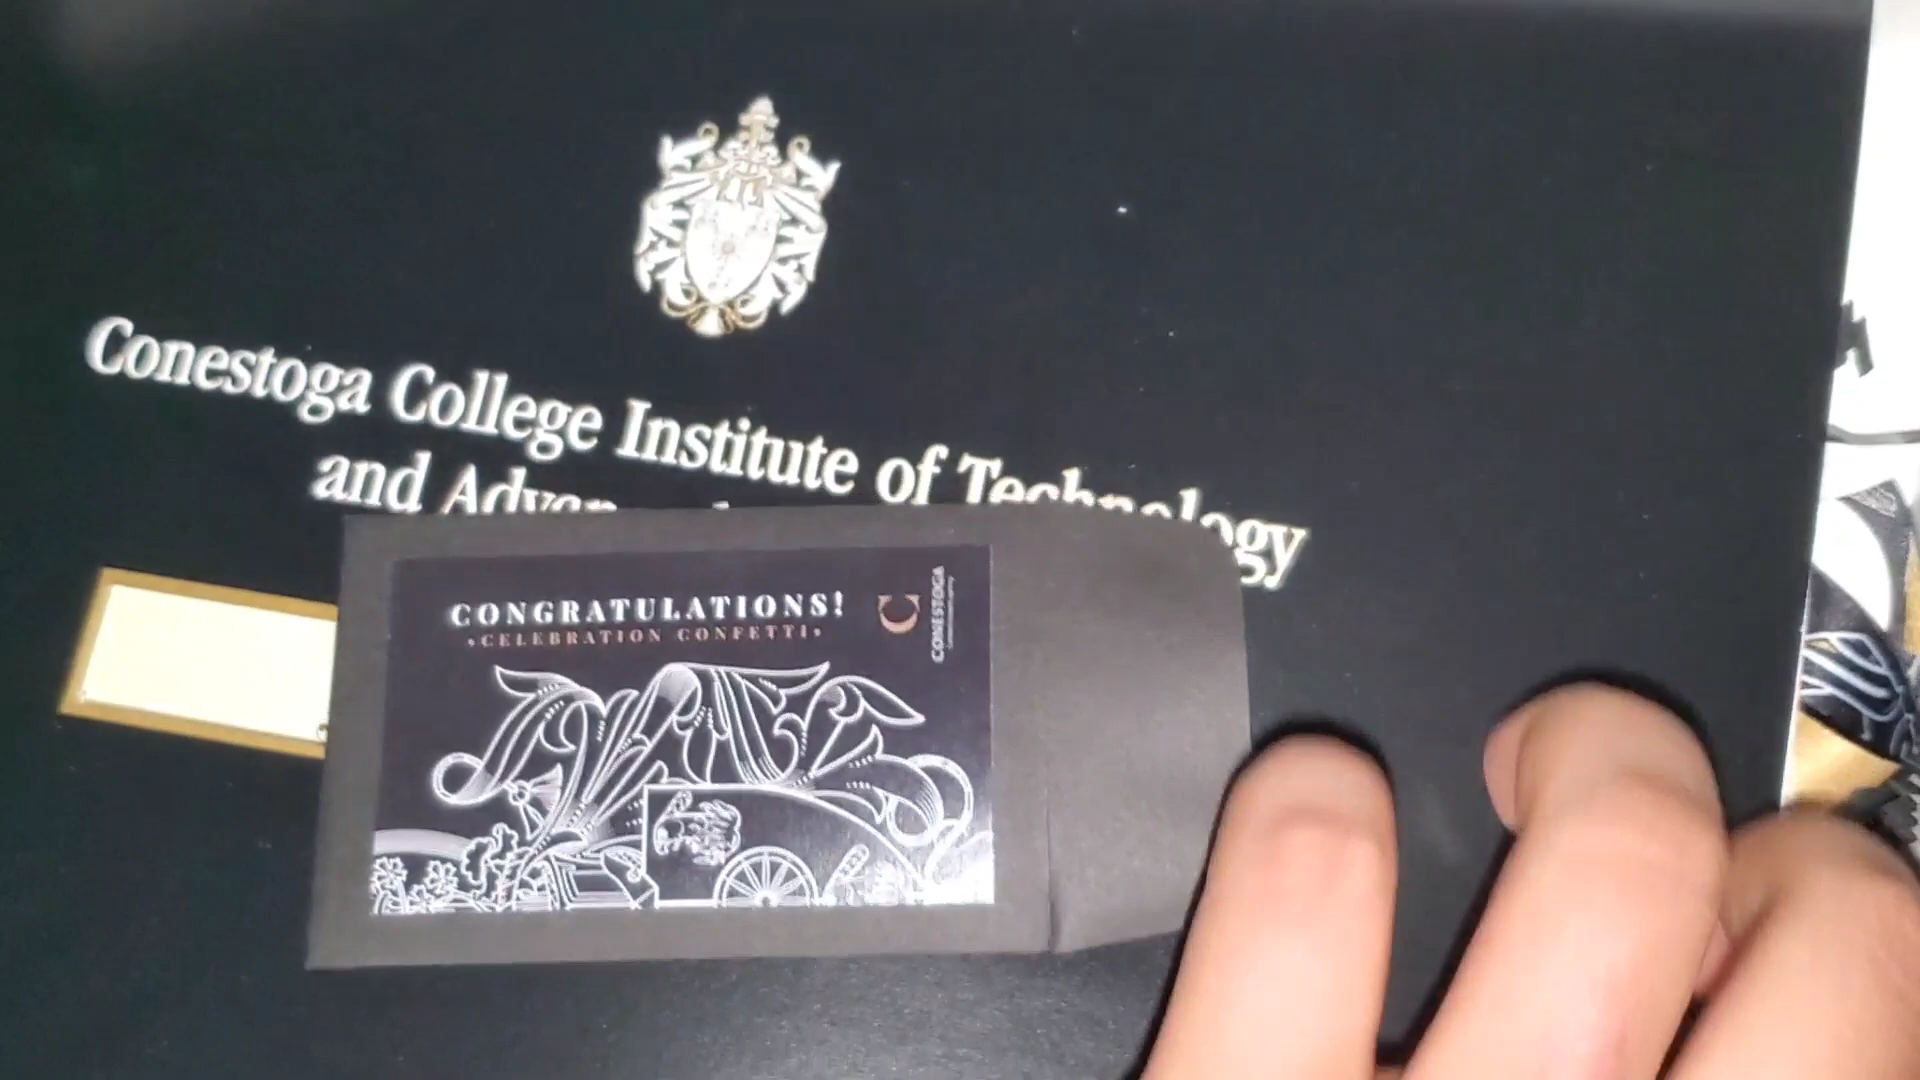 Conestoga College Institute of Technology
and
CONGRATULATIONS!
•CELEBRATION CONFETTI•
C
CONESTOGA